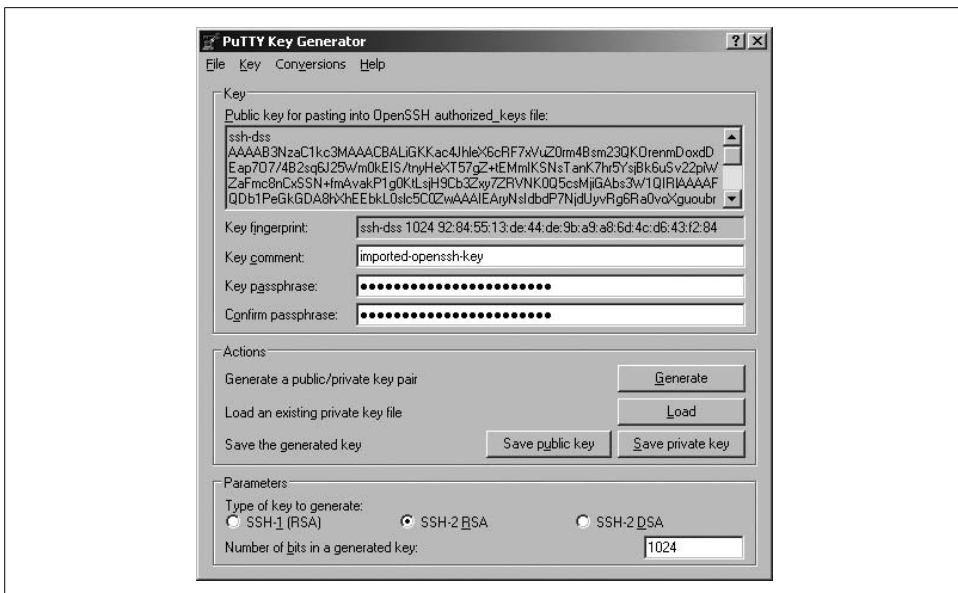 PuTTY Key Generator
File Key Conversions Help
Key
Public key for pasting into OpenSSH authorized_keys file:
ssh-dss
AAAAB3NzaC1kc3MAAACBALiGKKac4JhleX6cRF7xVuZ0rm4Bsm23QKOrenmDoxdD
Eap7O7/4B2sq6J25Wm0kEIS/tnyHeXT57gZ+tEMmIKSNsTanK7hr5YsjBk6uSv22piW
ZaFmc8nCxSSN+fmAvakP1g0KtLsjH9Cb3Zxy7ZRVNK0Q5csMjiGAbs3W1QIRIAAAAF
QDb1PeGkGDA8hXhEEbkL0slc5C0ZwAAAIEAryNsIdbdP7NjdUyvRg6Ra0voXguoubr
Key fingerprint: ssh-dss 1024 92:84:55:13:de:44:de:9b:a9:a8:6d:4c:d6:43:f2:84
Key comment: imported-openssh-key
Key passphrase:
Confirm passphrase:
Actions
Generate a public/private key pair Generate
Load an existing private key file Load
Save the generated key Save public key Save private key
Parameters
Type of key to generate:
SSH-1 (RSA) SSH-2 RSA SSH-2 DSA
Number of bits in a generated key: 1024